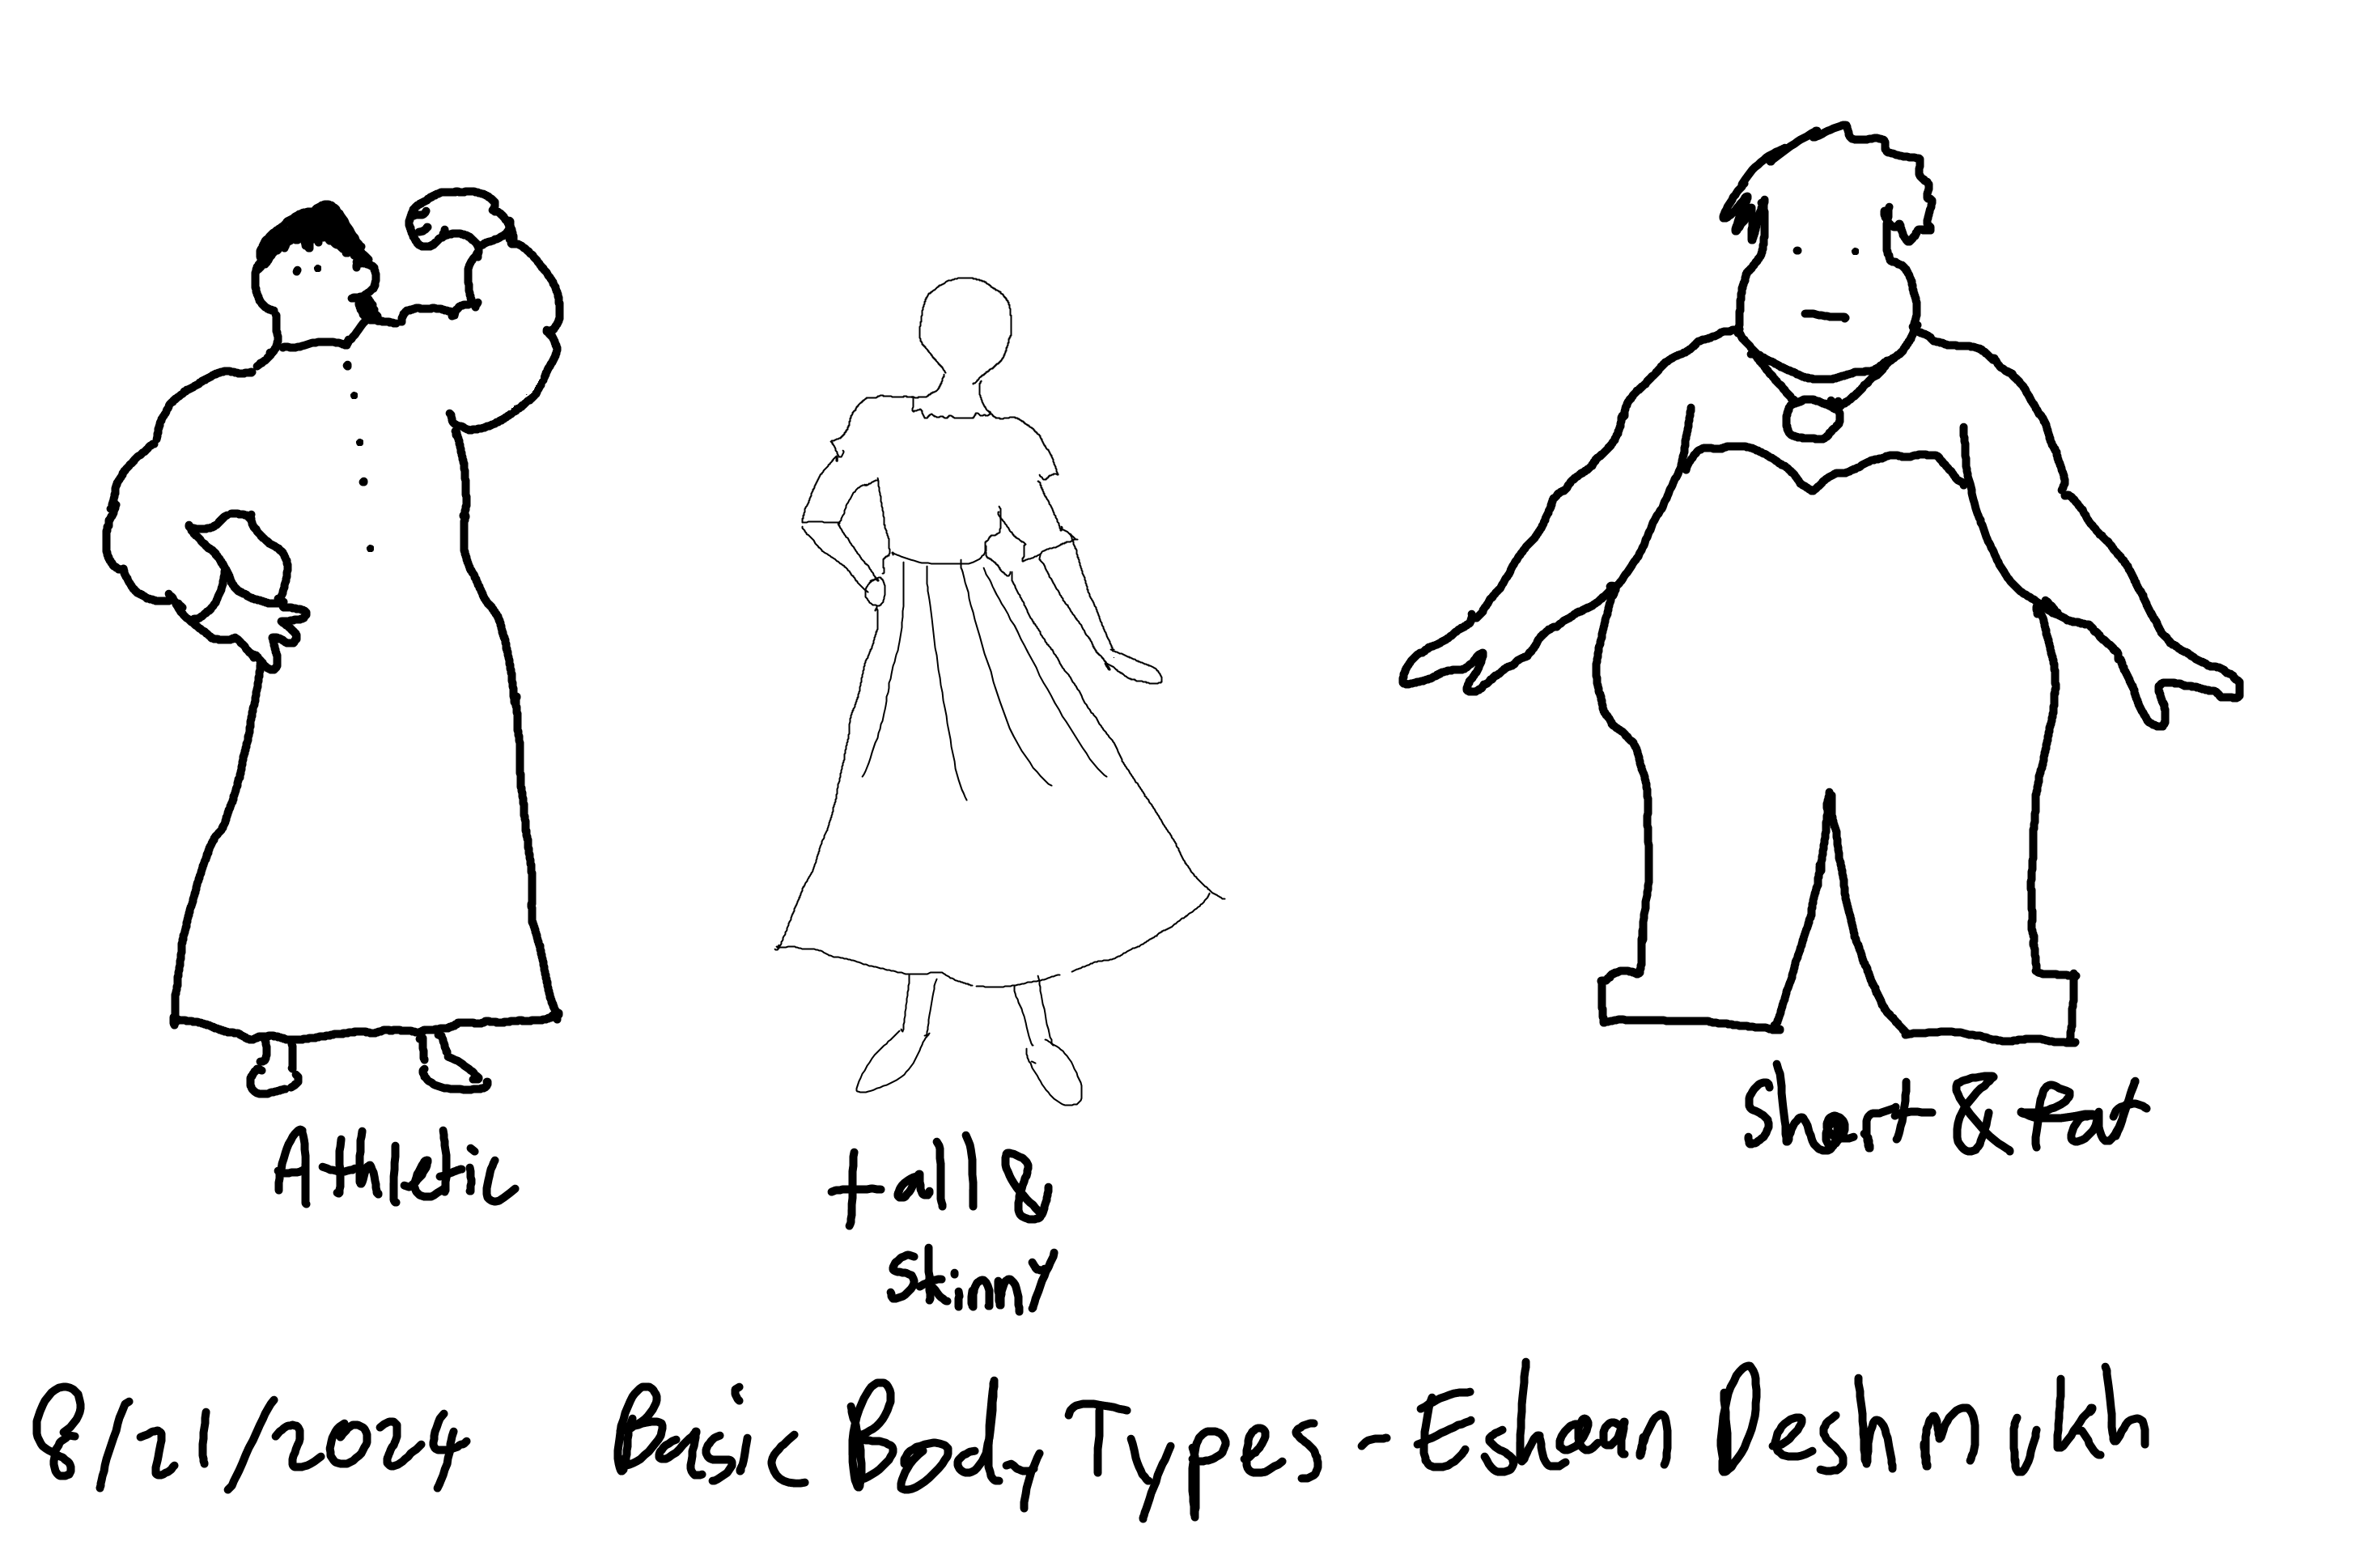 Athletic
tall &
skinny
Short & Fat
8/21/2024 Basic Body Types - Eshaan Deshmukh